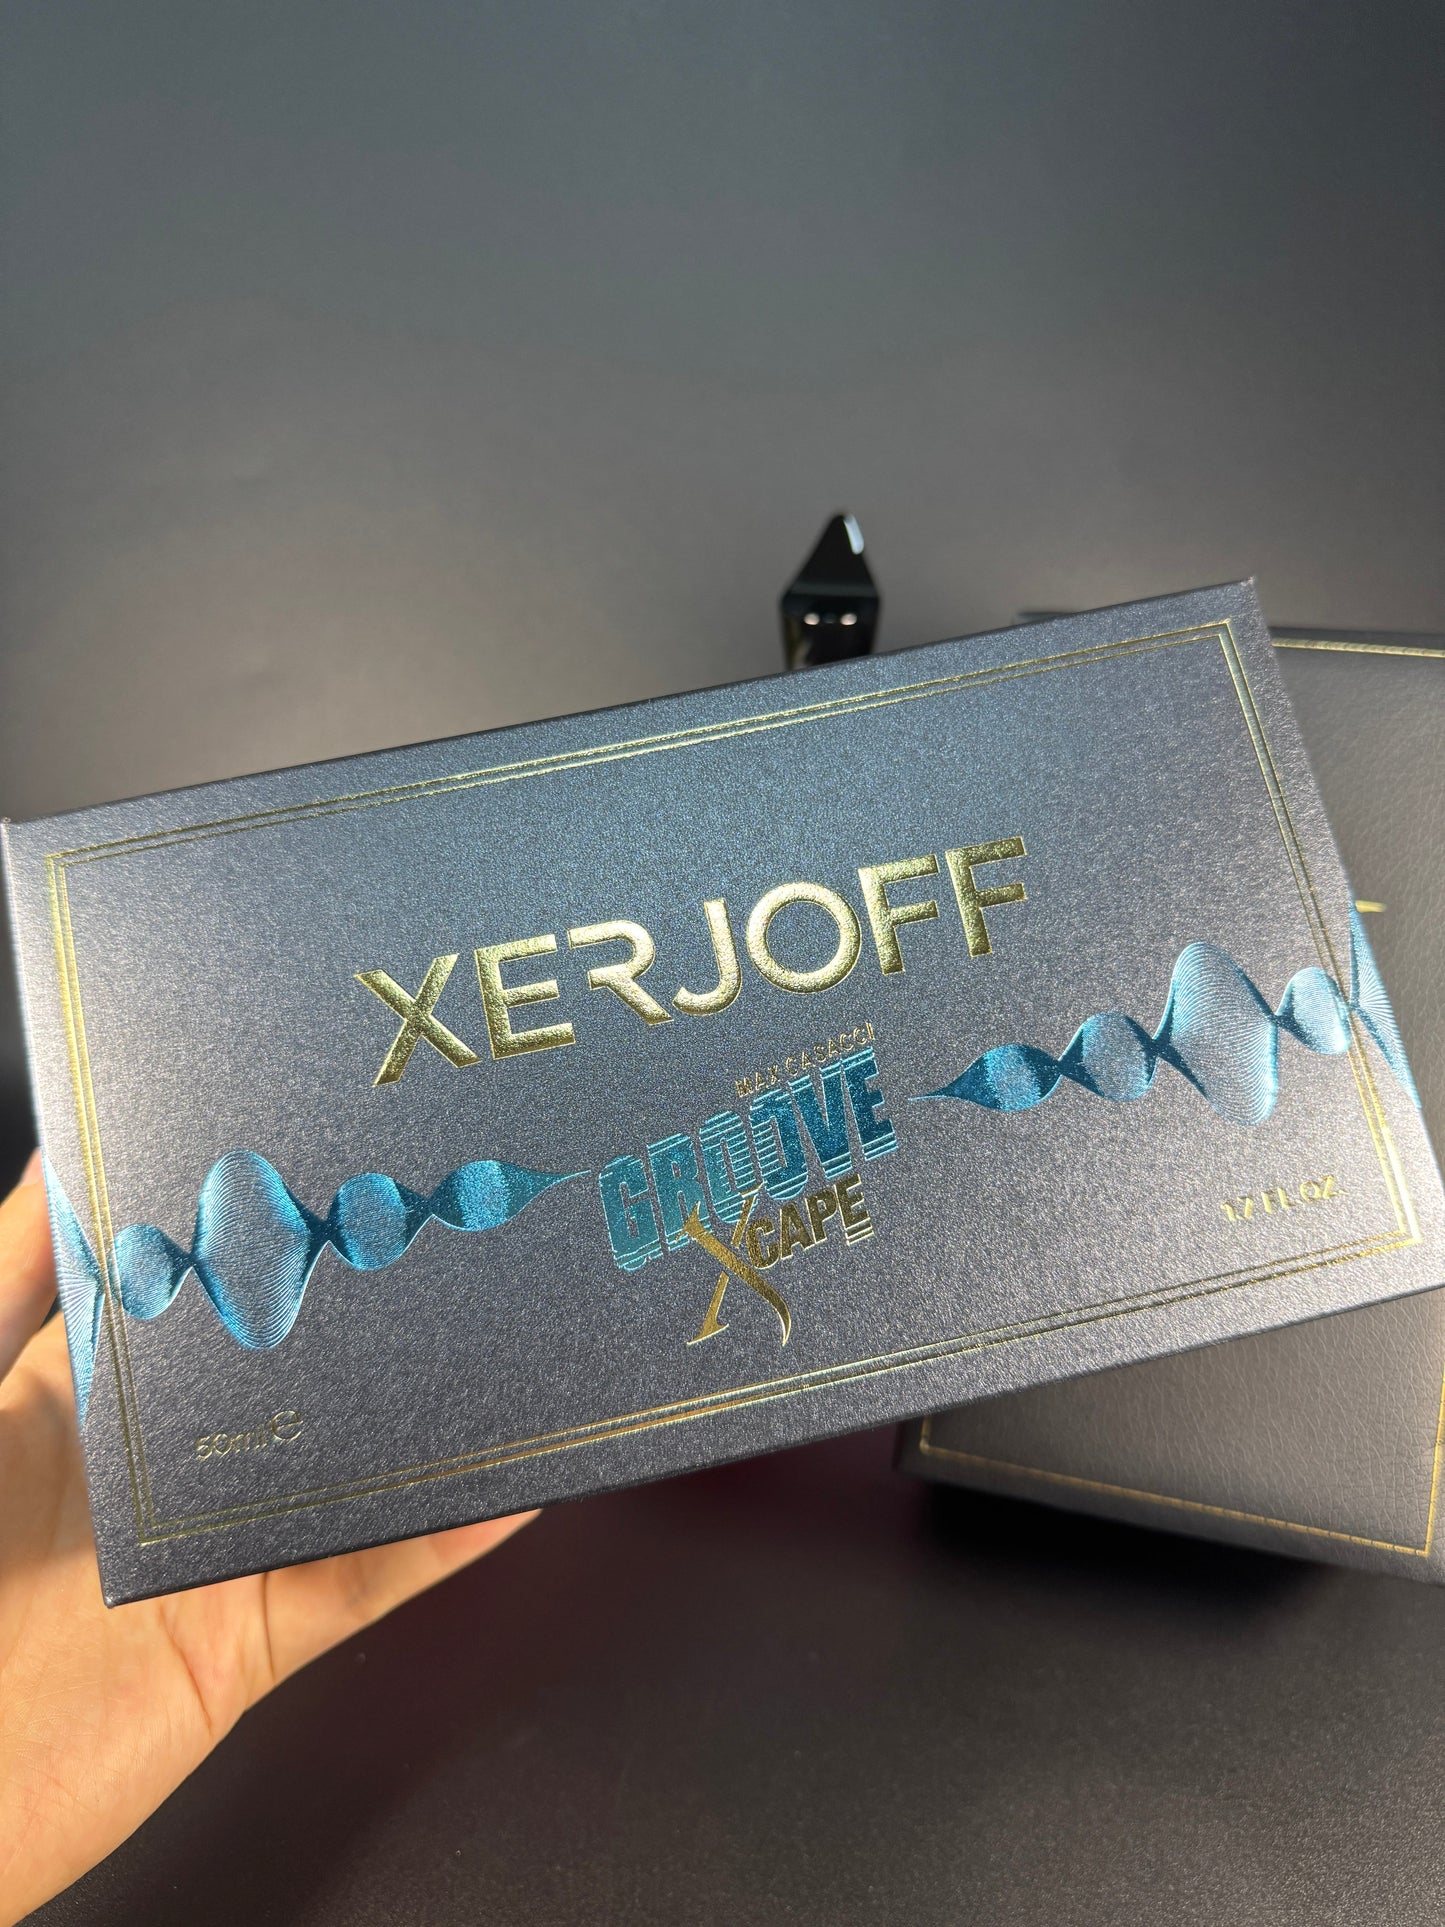 XERJOFF
MAX CASACCI
GROOVE
XCAPE
50ml ℮
1.7 FL OZ.